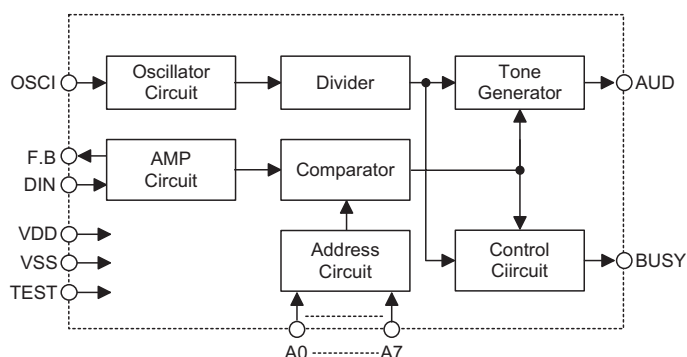 OSCI
Oscillator
Circuit
Divider
Tone
Generator
AUD
F.B
DIN
AMP
Circuit
Comparator
VDD
VSS
TEST
Address
Circuit
Control
Ciircuit
BUSY
A0
A7